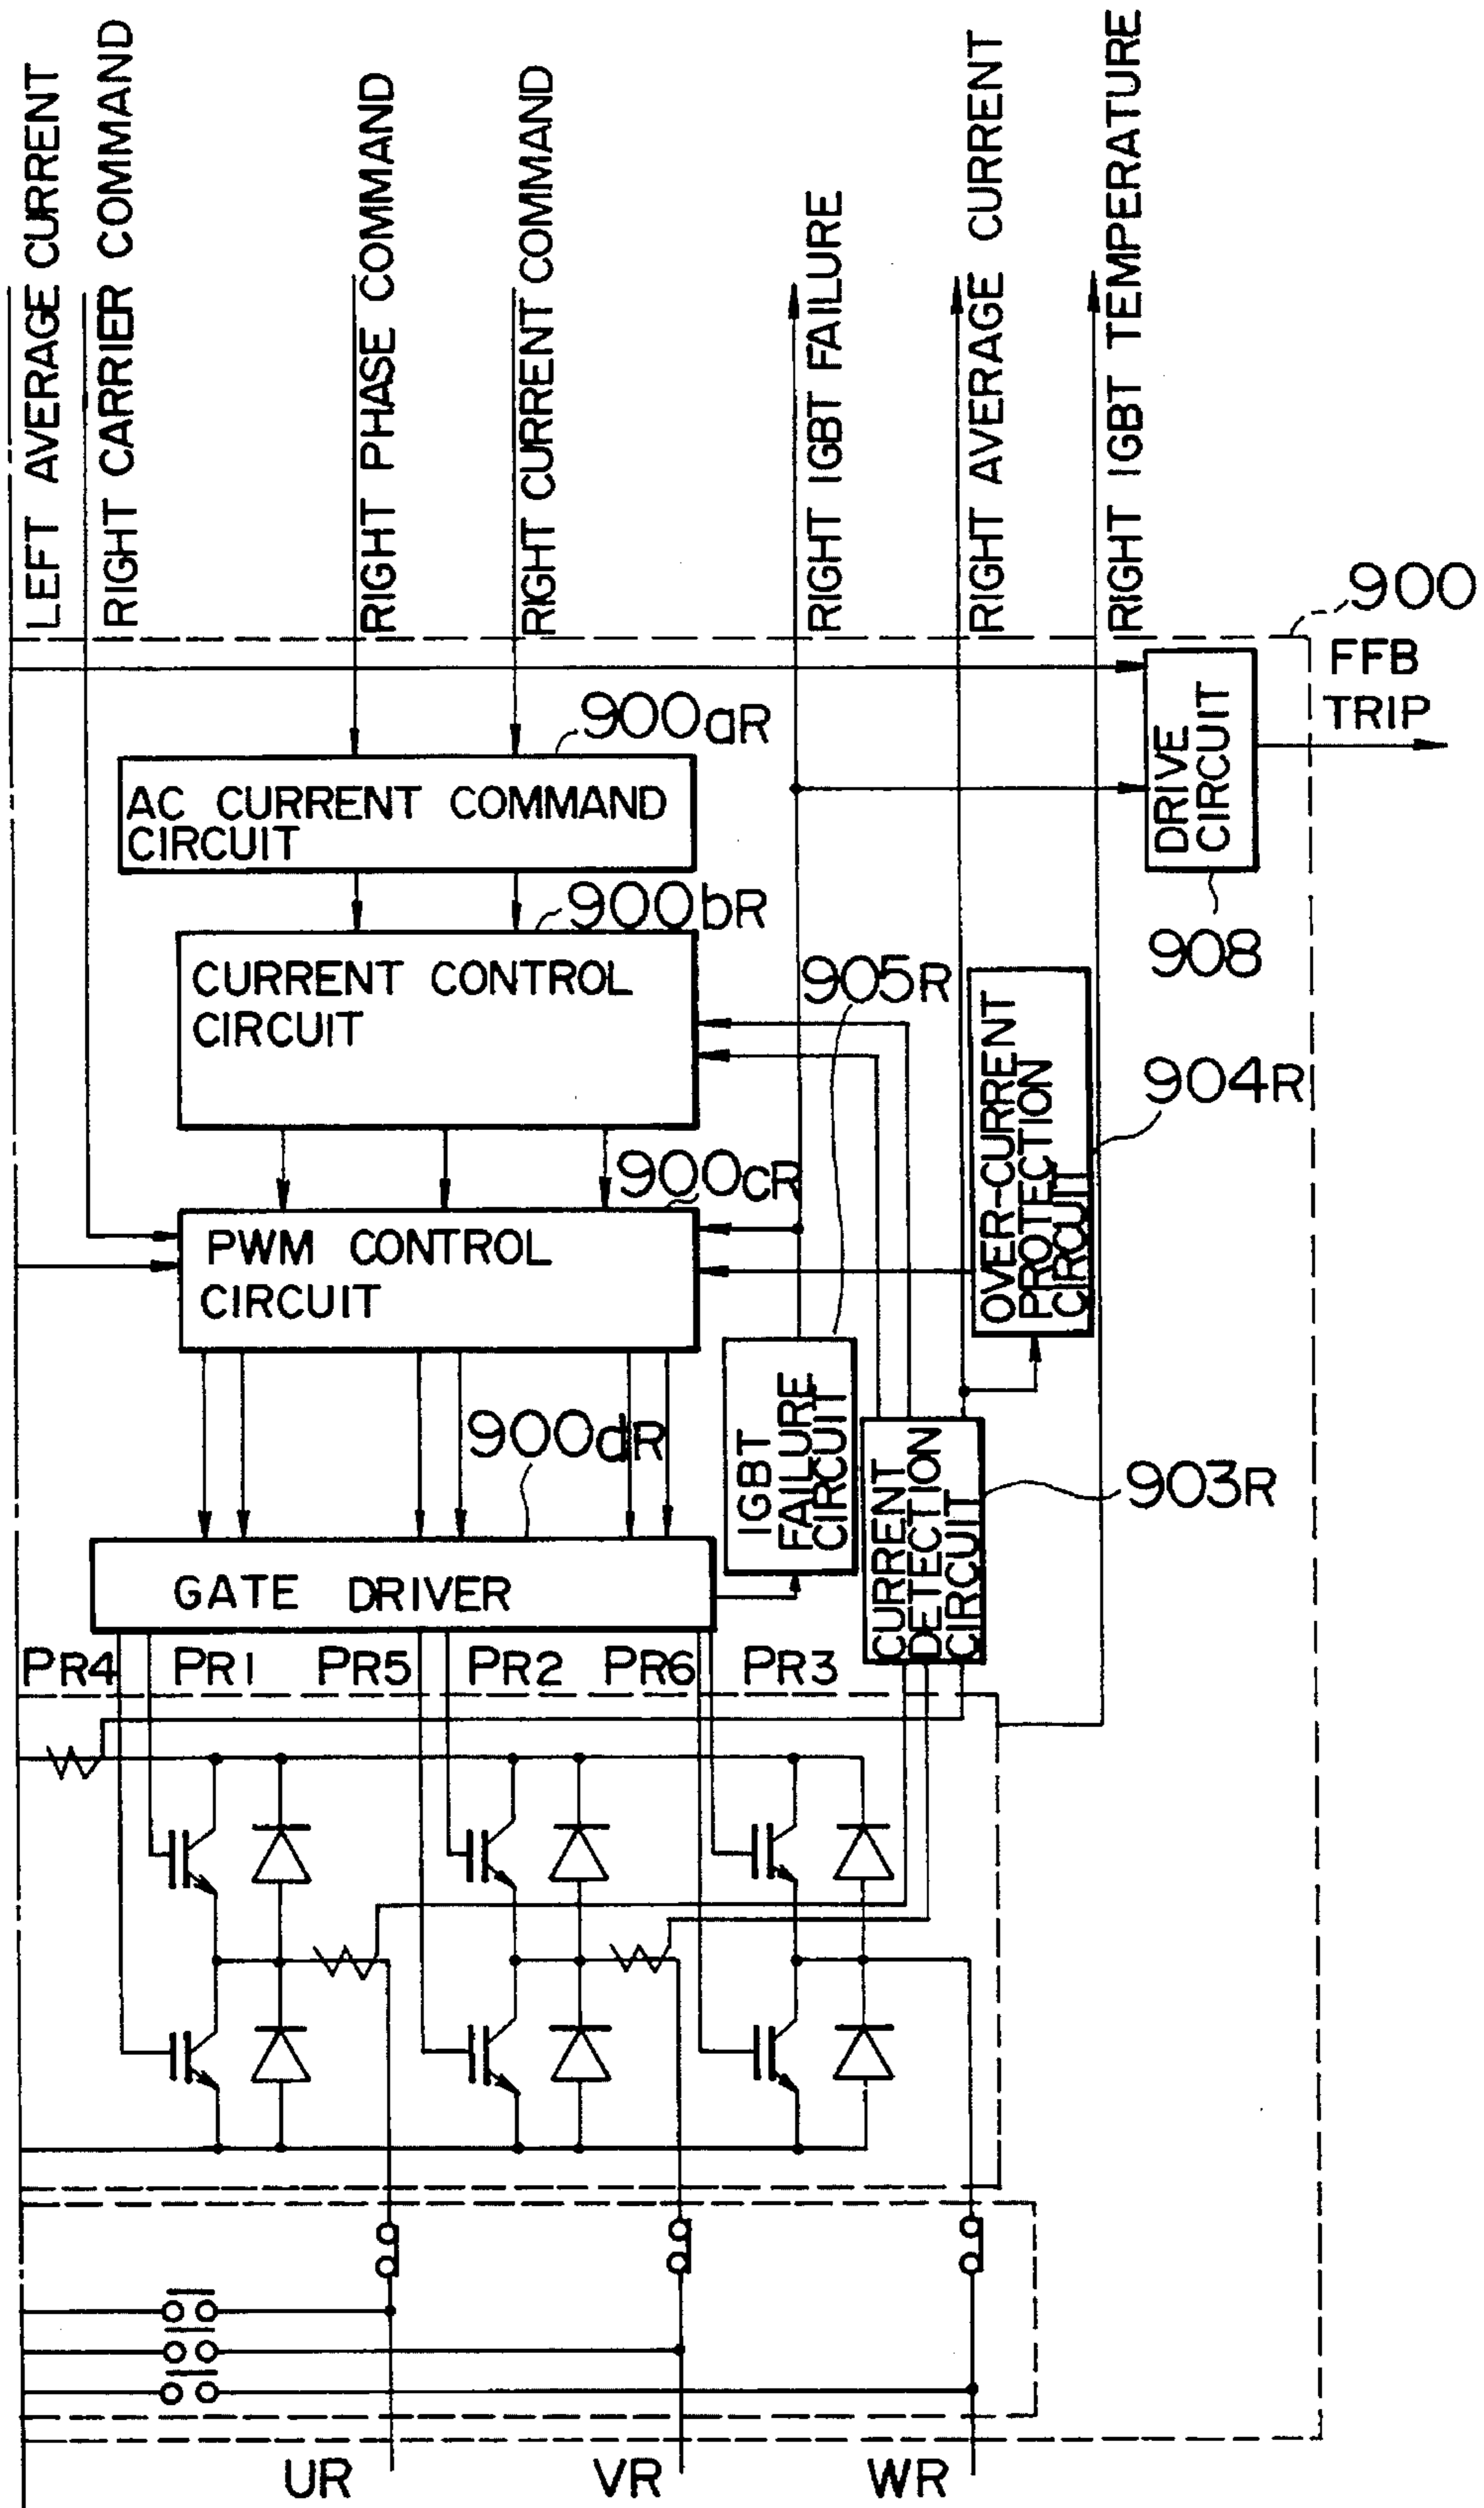 LEFT AVERAGE CURRENT
RIGHT CARRIER COMMAND
RIGHT PHASE COMMAND
RIGHT CURRENT COMMAND
RIGHT IGBT FAILURE
RIGHT AVERAGE CURRENT
RIGHT IGBT TEMPERATURE
900
FFB
TRIP
900aR
AC CURRENT COMMAND
CIRCUIT
DRIVE
CIRCUIT
908
900bR
CURRENT CONTROL
CIRCUIT
905R
OVER-CURRENT
PROTECTION
CIRCUIT
904R
900cR
PWM CONTROL
CIRCUIT
900dR
IGBT
FAILURE
CIRCUIT
CURRENT
DETECTION
CIRCUIT
903R
GATE DRIVER
PR4 PR1 PR5 PR2 PR6 PR3
UR VR WR